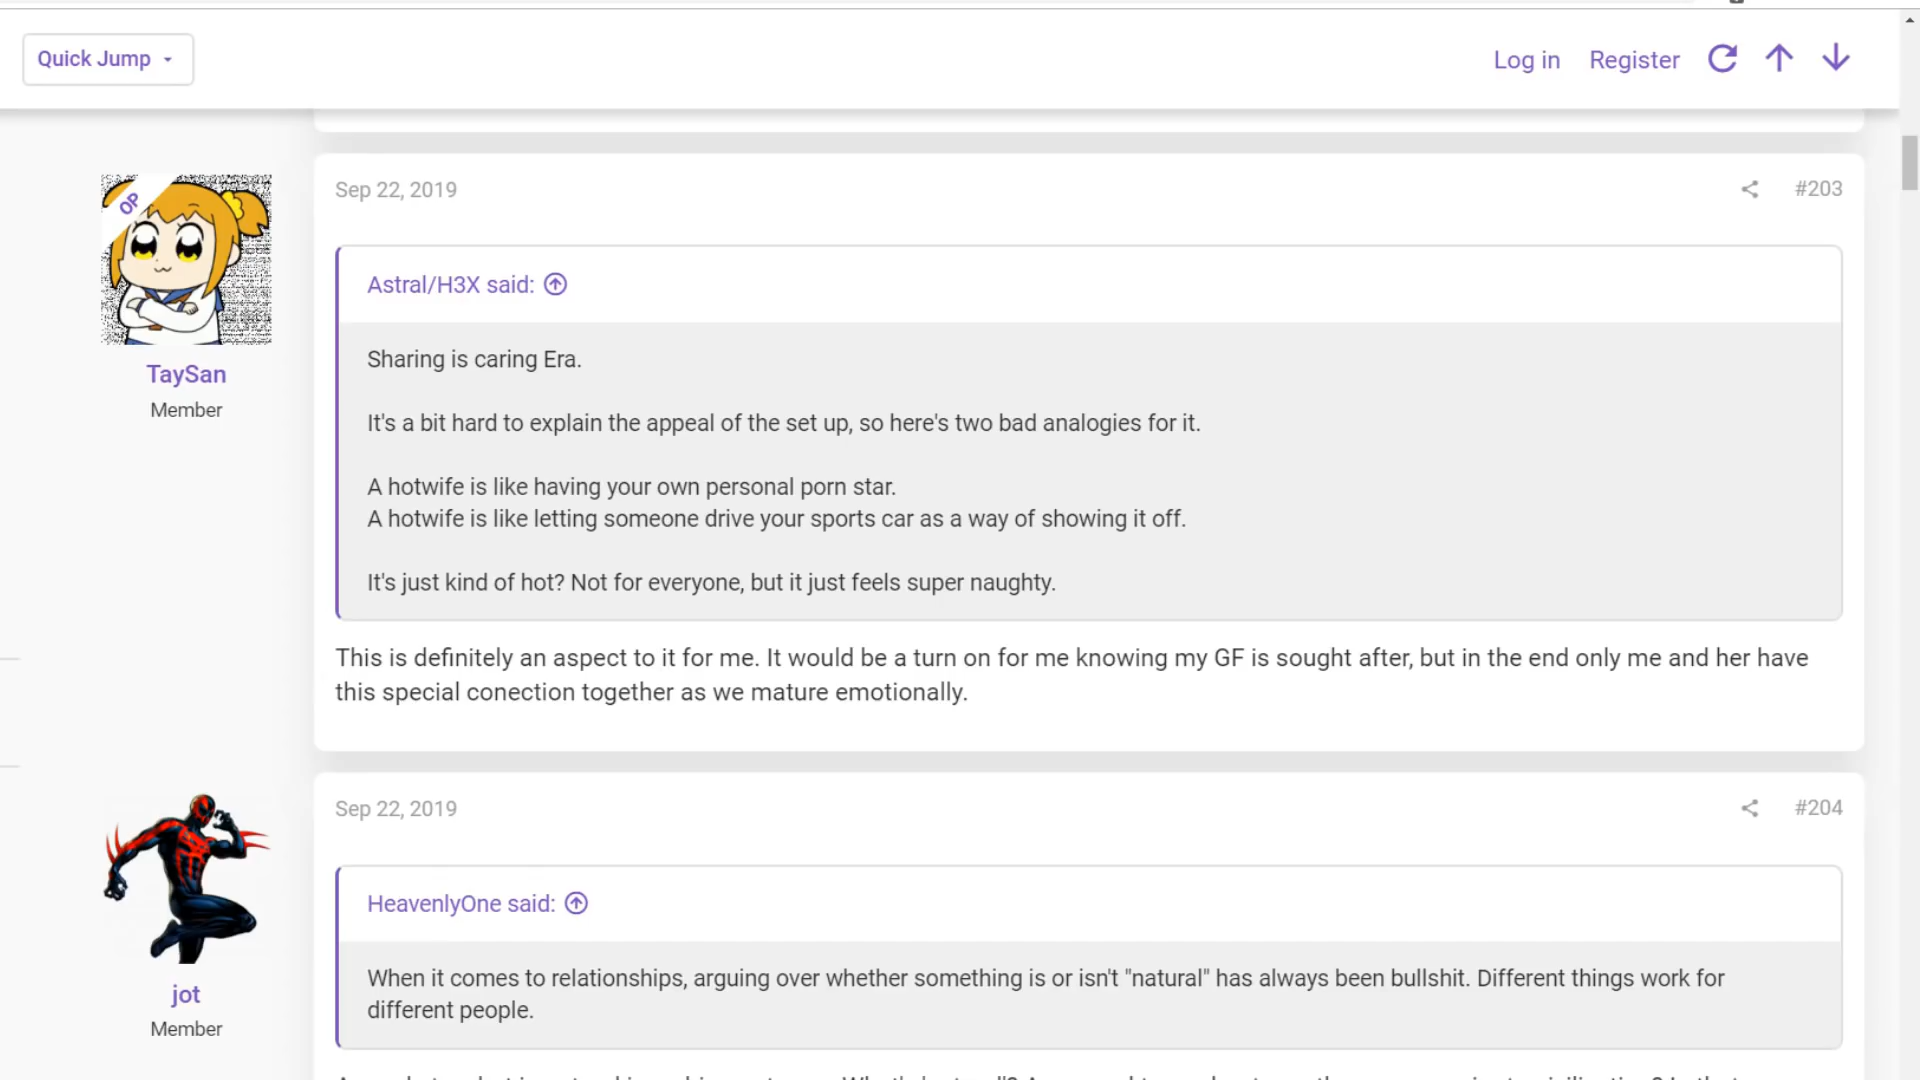 Quick Jump
Log in Register
Sep 22, 2019 #203
OP
TaySan
Member
Astral/H3X said:
Sharing is caring Era.
It's a bit hard to explain the appeal of the set up, so here's two bad analogies for it.
A hotwife is like having your own personal porn star.
A hotwife is like letting someone drive your sports car as a way of showing it off.
It's just kind of hot? Not for everyone, but it just feels super naughty.
This is definitely an aspect to it for me. It would be a turn on for me knowing my GF is sought after, but in the end only me and her have
this special conection together as we mature emotionally.
Sep 22, 2019 #204
jot
Member
HeavenlyOne said:
When it comes to relationships, arguing over whether something is or isn't "natural" has always been bullshit. Different things work for
different people.